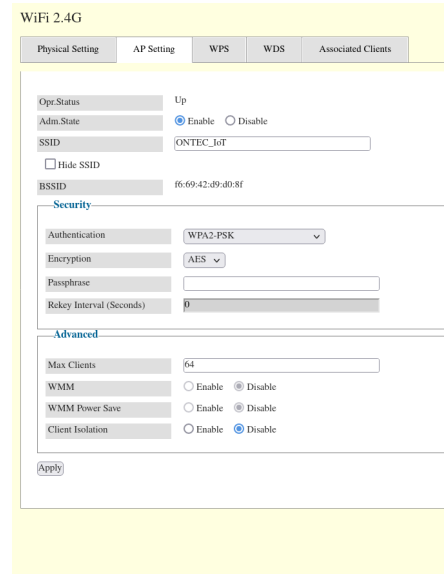 WiFi 2.4G
Physical Setting AP Setting WPS WDS Associated Clients
Opr.Status Up
Adm.State Enable Disable
SSID ONTEC_IoT
Hide SSID
BSSID f6:69:42:d9:d0:8f
Security
Authentication WPA2-PSK
Encryption AES
Passphrase
Rekey Interval (Seconds) 0
Advanced
Max Clients 64
WMM Enable Disable
WMM Power Save Enable Disable
Client Isolation Enable Disable
Apply